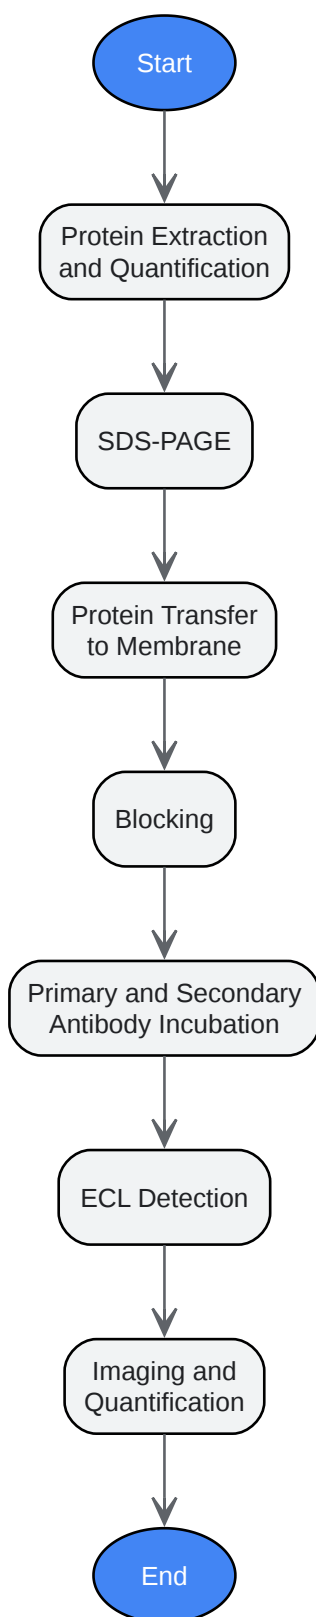 Start
Protein Extraction
and Quantification
SDS-PAGE
Protein Transfer
to Membrane
Blocking
Primary and Secondary
Antibody Incubation
ECL Detection
Imaging and
Quantification
End